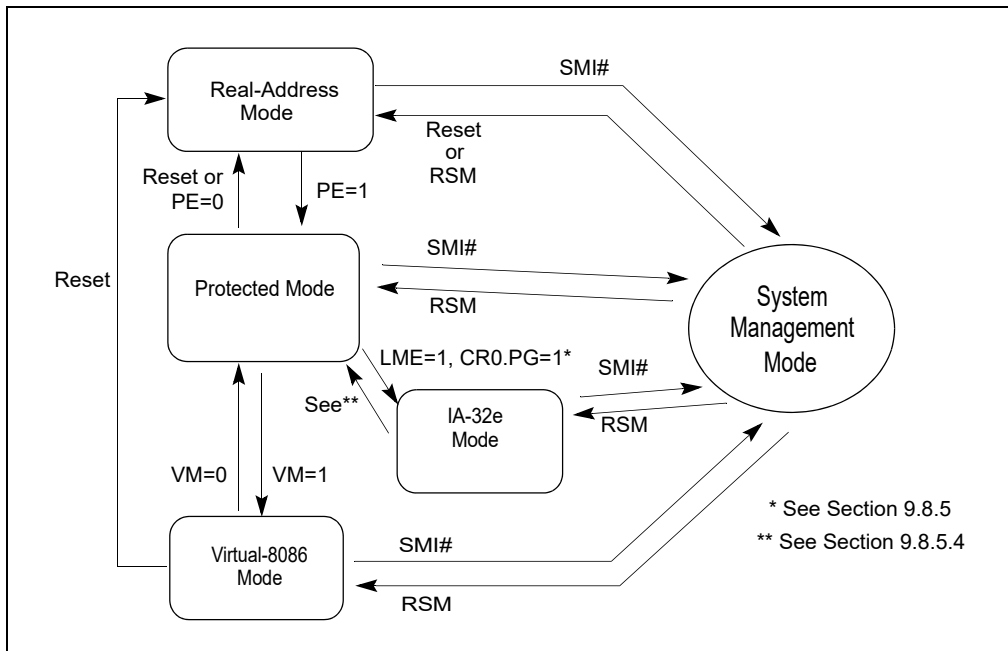 SMI#
Real-Address
Mode
Reset
or
RSM
Reset or
PE=0
PE=1
SMI#
Reset
Protected Mode
RSM
System
Management
Mode
LME=1, CR0.PG=1*
SMI#
See**
IA-32e
Mode
RSM
VM=0
VM=1
* See Section 9.8.5
** See Section 9.8.5.4
Virtual-8086
Mode
SMI#
RSM